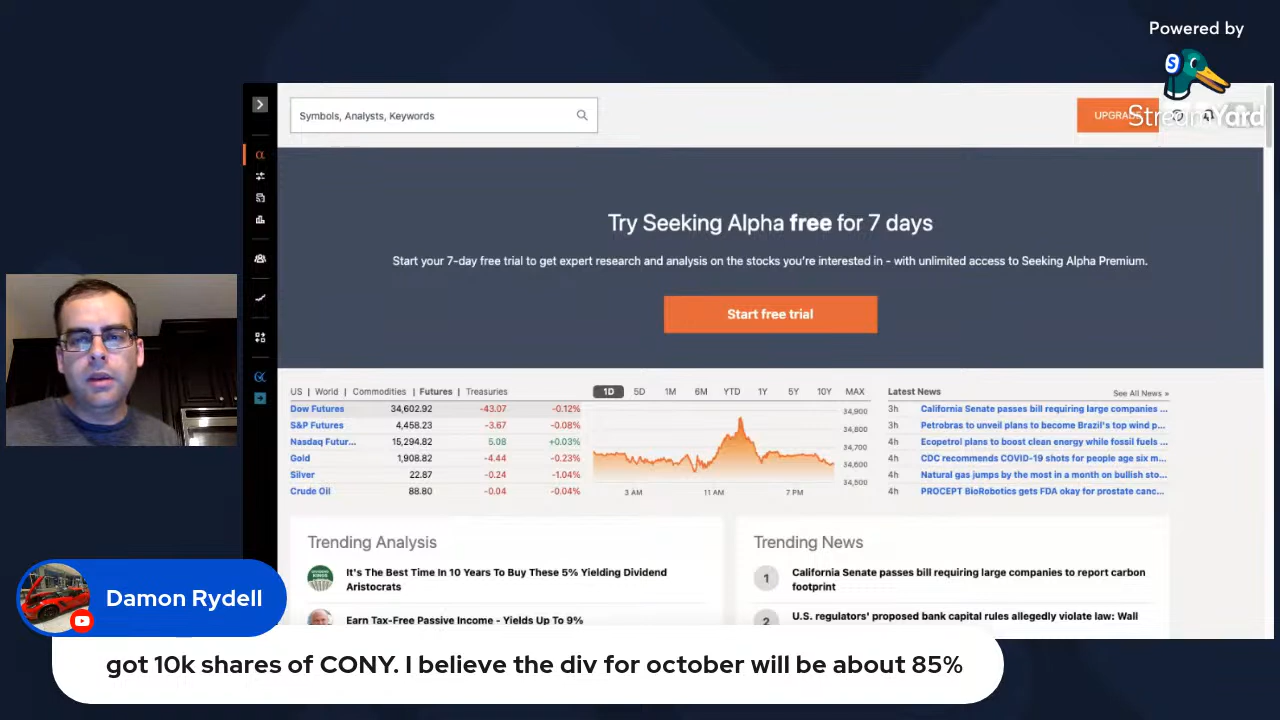 Powered by
StreamYard
Symbols, Analysts, Keywords
UPGRADE
Try Seeking Alpha free for 7 days
Start your 7-day free trial to get expert research and analysis on the stocks you're interested in - with unlimited access to Seeking Alpha Premium.
Start free trial
US | World | Commodities | Futures | Treasuries
Dow Futures 34,602.92 -43.07 -0.12%
S&P Futures 4,458.23 -3.67 -0.08%
Nasdaq Futur... 15,294.82 5.08 +0.03%
Gold 1,908.82 -4.44 -0.23%
Silver 22.87 -0.24 -1.04%
Crude Oil 88.80 -0.04 -0.04%
1D 5D 1M 6M YTD 1Y 5Y 10Y MAX
34,900
34,800
34,700
34,600
34,500
3 AM 11 AM 7 PM
Latest News See All News »
3h California Senate passes bill requiring large companies ...
3h Petrobras to unveil plans to become Brazil's top wind p...
4h Ecopetrol plans to boost clean energy while fossil fuels ...
4h CDC recommends COVID-19 shots for people age six m...
4h Natural gas jumps by the most in a month on bullish sto...
4h PROCEPT BioRobotics gets FDA okay for prostate canc...
Trending Analysis
It's The Best Time In 10 Years To Buy These 5% Yielding Dividend
Aristocrats
Earn Tax-Free Passive Income - Yields Up To 9%
Trending News
1 California Senate passes bill requiring large companies to report carbon
footprint
2 U.S. regulators' proposed bank capital rules allegedly violate law: Wall
Damon Rydell
got 10k shares of CONY. I believe the div for october will be about 85%